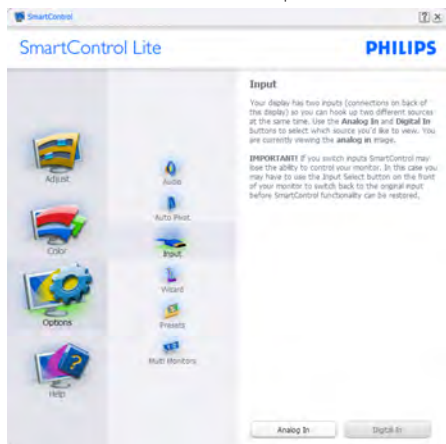 SmartControl
SmartControl Lite
PHILIPS
Input
Your display has two inputs (connections on back of
the display) so you can hook up two different sources
at the same time. Use the Analog In and Digital In
buttons to select which source you'd like to view. You
are currently viewing the analog in image.
IMPORTANT! If you switch inputs SmartControl may
lose the ability to control your monitor. In this case you
may have to use the Input Select button on the front
of your monitor to switch back to the original input
before SmartControl functionality can be restored.
Adjust
Color
Options
Help
Audio
Auto Pivot
Input
Wizard
Presets
Multi Monitors
Analog In
Digital In